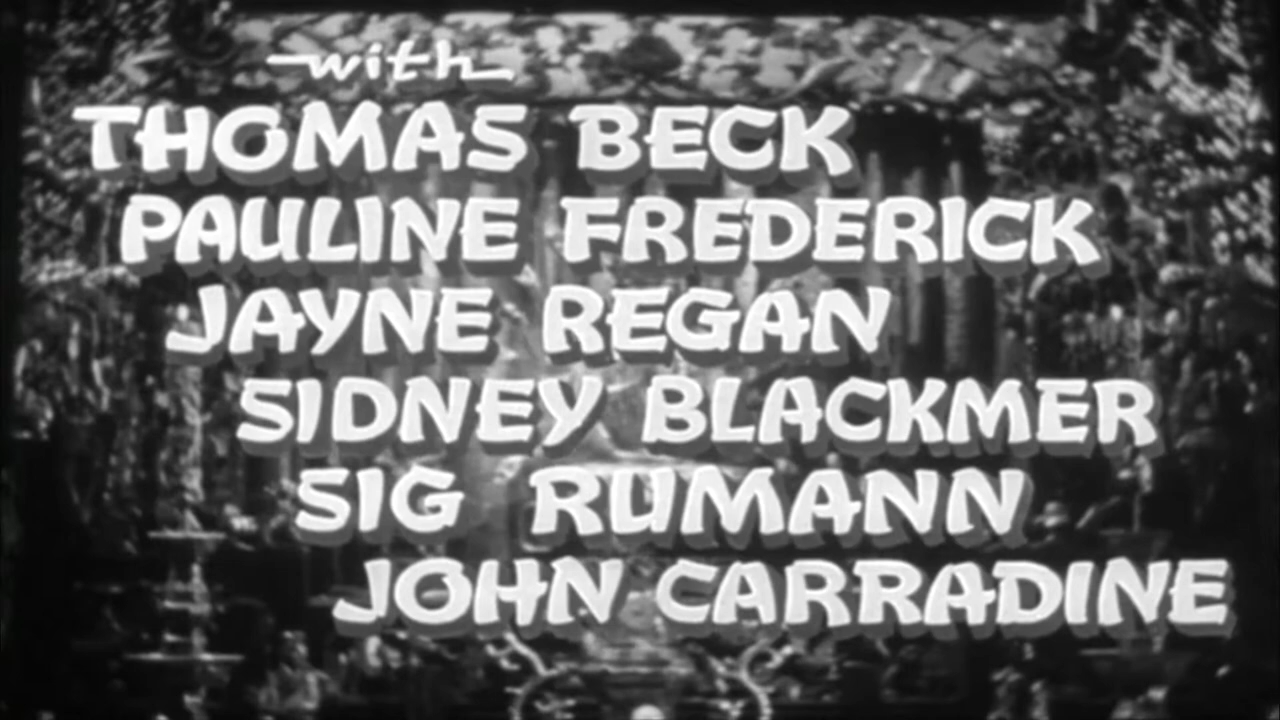 with
THOMAS BECK
PAULINE FREDERICK
JAYNE REGAN
SIDNEY BLACKMER
SIG RUMANN
JOHN CARRADINE